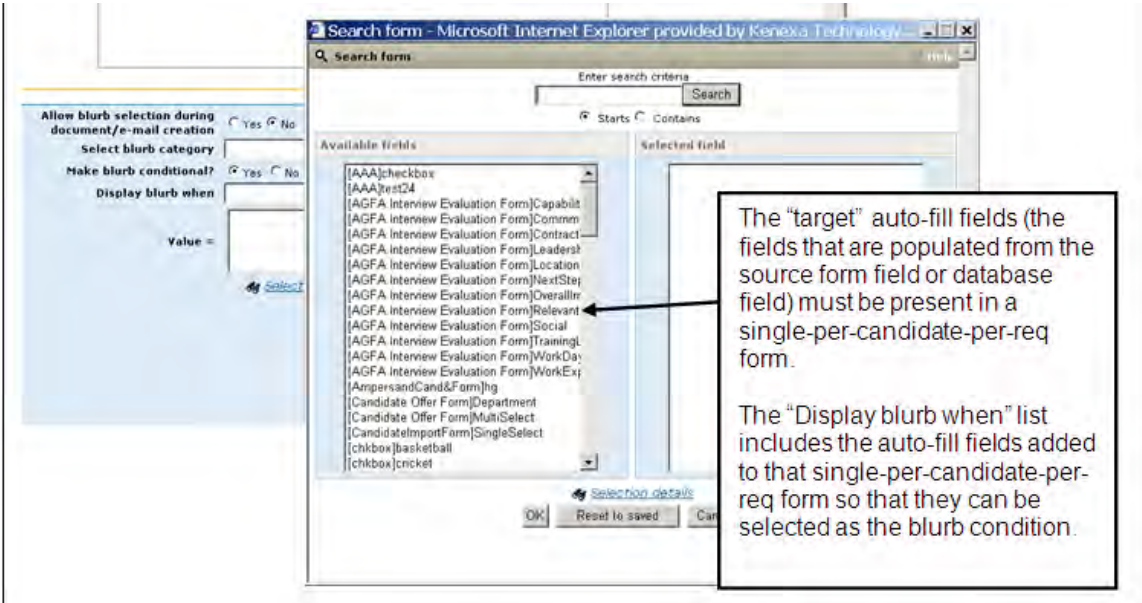 Search form - Microsoft Internet Explorer provided by Kenexa Technology...
Search form
Help
Enter search criteria
Search
Starts Contains
Allow blurb selection during
document/e-mail creation
Yes No
Select blurb category
Make blurb conditional?
Yes No
Display blurb when
Value =
Select
Available fields
[AAA]checkbox
[AAA]test24
[AGFA Interview Evaluation Form]Capabilit
[AGFA Interview Evaluation Form]Commm
[AGFA Interview Evaluation Form]Contract
[AGFA Interview Evaluation Form]Leadersh
[AGFA Interview Evaluation Form]Location
[AGFA Interview Evaluation Form]NextStep
[AGFA Interview Evaluation Form]OverallIm
[AGFA Interview Evaluation Form]Relevant
[AGFA Interview Evaluation Form]Social
[AGFA Interview Evaluation Form]TrainingL
[AGFA Interview Evaluation Form]WorkDay
[AGFA Interview Evaluation Form]WorkExp
[AmpersandCand&Form]hg
[Candidate Offer Form]Department
[Candidate Offer Form]MultiSelect
[CandidateImportForm]SingleSelect
[chkbox]basketball
[chkbox]cricket
Selected field
Selection details
OK Reset to saved Can
The “target” auto-fill fields (the
fields that are populated from the
source form field or database
field) must be present in a
single-per-candidate-per-req
form.
The “Display blurb when” list
includes the auto-fill fields added
to that single-per-candidate-per-
req form so that they can be
selected as the blurb condition.